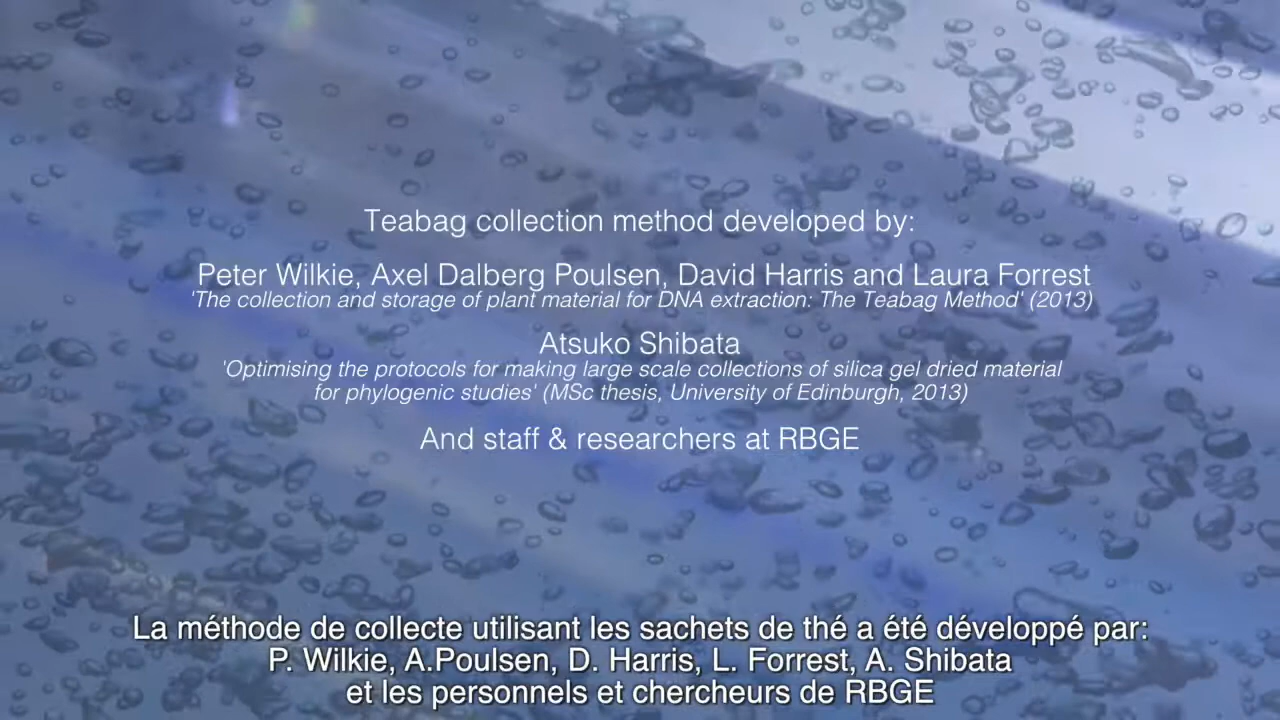 Teabag collection method developed by:
Peter Wilkie, Axel Dalberg Poulsen, David Harris and Laura Forrest
'The collection and storage of plant material for DNA extraction: The Teabag Method' (2013)
Atsuko Shibata
'Optimising the protocols for making large scale collections of silica gel dried material
for phylogenic studies' (MSc thesis, University of Edinburgh, 2013)
And staff & researchers at RBGE
La méthode de collecte utilisant les sachets de thé a été développé par:
P. Wilkie, A.Poulsen, D. Harris, L. Forrest, A. Shibata
et les personnels et chercheurs de RBGE